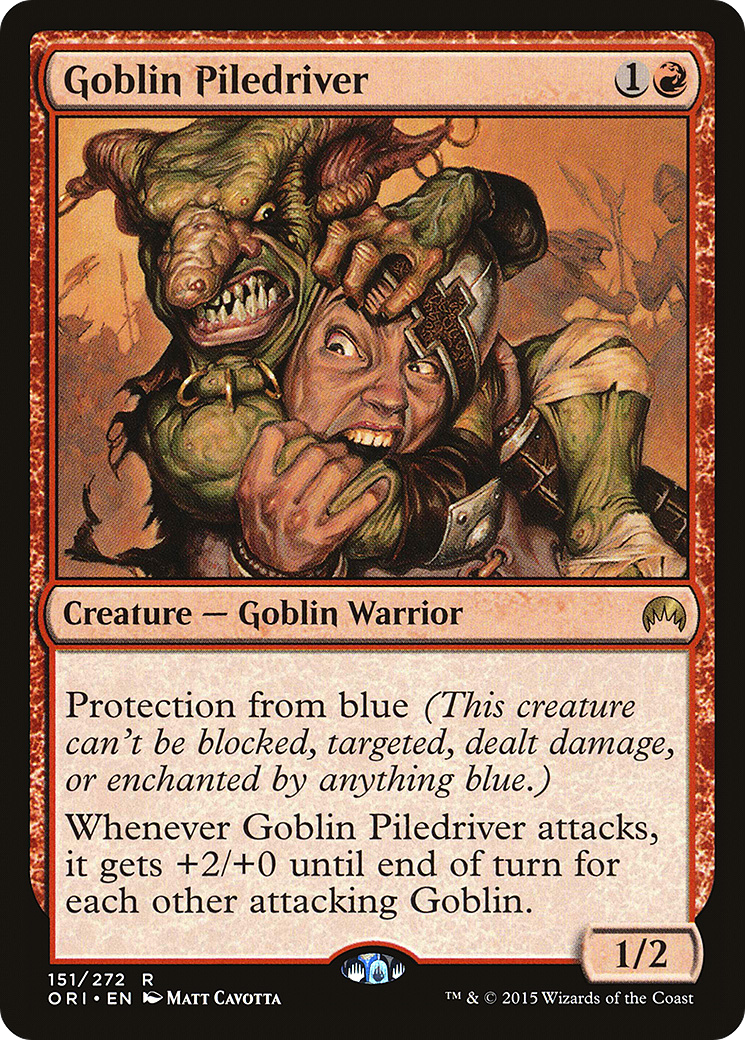 Goblin Piledriver 1
Creature — Goblin Warrior
Protection from blue (This creature
can't be blocked, targeted, dealt damage,
or enchanted by anything blue.)
Whenever Goblin Piledriver attacks,
it gets +2/+0 until end of turn for
each other attacking Goblin.
1/2
151/272 R
ORI • EN Matt Cavotta
™ & © 2015 Wizards of the Coast